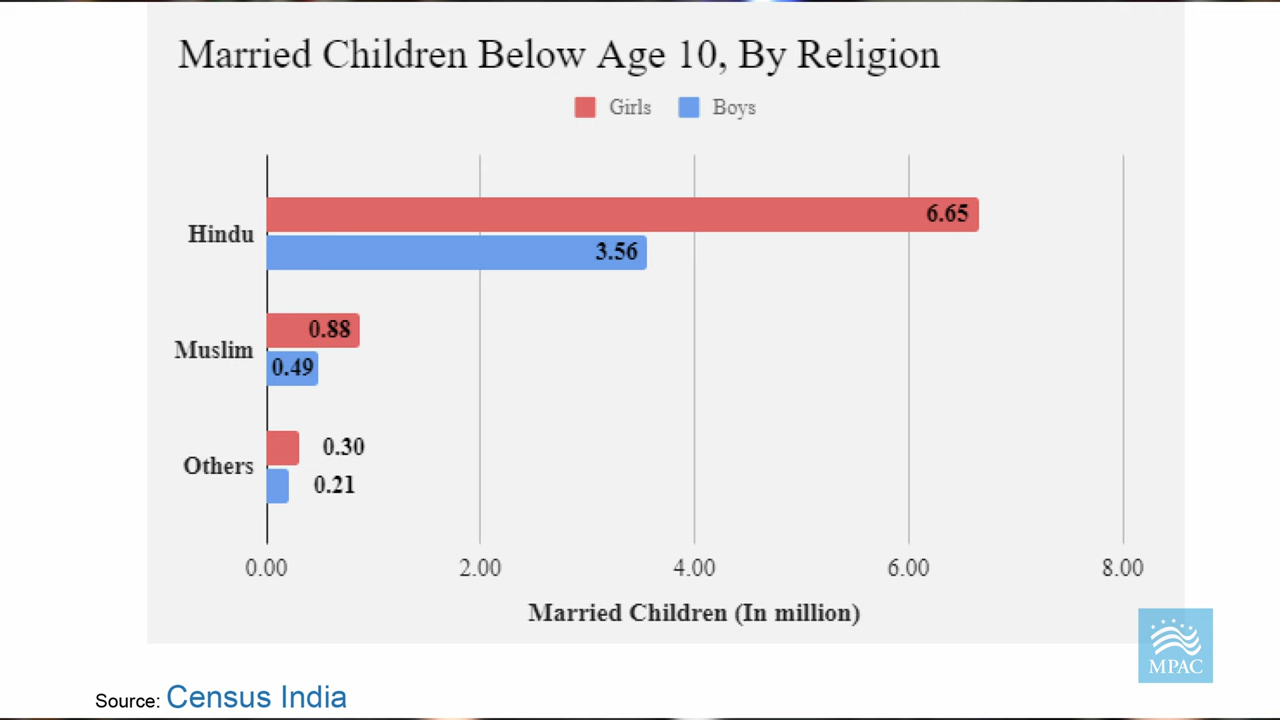 Married Children Below Age 10, By Religion
Girls Boys
Hindu
6.65
3.56
Muslim
0.88
0.49
Others
0.30
0.21
0.00 2.00 4.00 6.00 8.00
Married Children (In million)
MPAC
Source: Census India